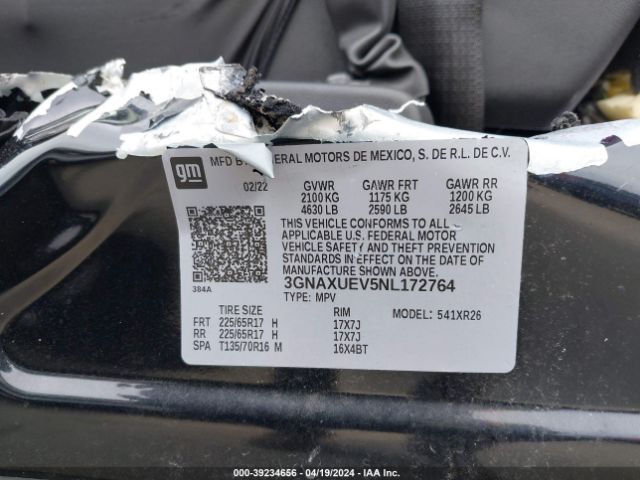 gm
MFD B ERAL MOTORS DE MEXICO, S. DE R.L. DE C.V.
02/22 GVWR GAWR FRT GAWR RR
2100 KG 1175 KG 1200 KG
4630 LB 2590 LB 2645 LB
THIS VEHICLE CONFORMS TO ALL
APPLICABLE U.S. FEDERAL MOTOR
VEHICLE SAFETY AND THEFT PREVENTION
STANDARDS IN EFFECT ON THE DATE OF
MANUFACTURE SHOWN ABOVE.
3GNAXUEV5NL172764
384A
TYPE: MPV
TIRE SIZE RIM MODEL: 541XR26
FRT 225/65R17 H 17X7J
RR 225/65R17 H 17X7J
SPA T135/70R16 M 16X4BT
000-39234656 - 04/19/2024 - IAA Inc.